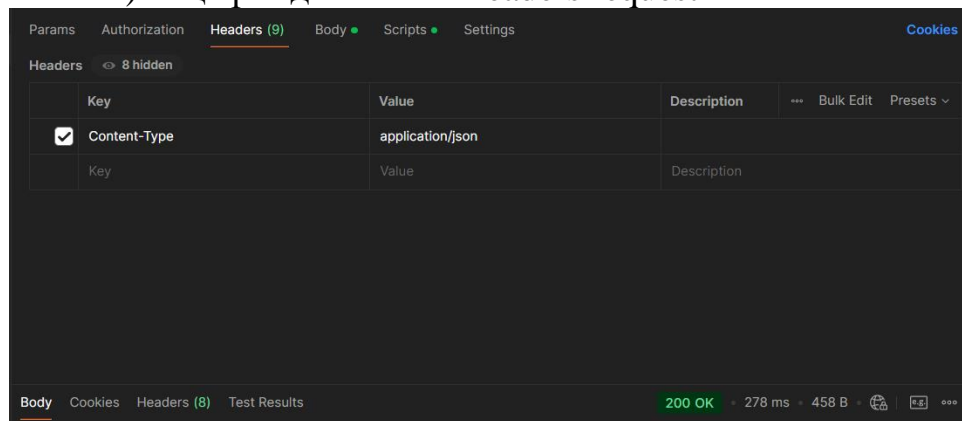 Params Authorization Headers (9) Body Scripts Settings Cookies
Headers 8 hidden
Key Value Description Bulk Edit Presets
Content-Type application/json
Key Value Description
Body Cookies Headers (8) Test Results 200 OK 278 ms 458 B e.g.